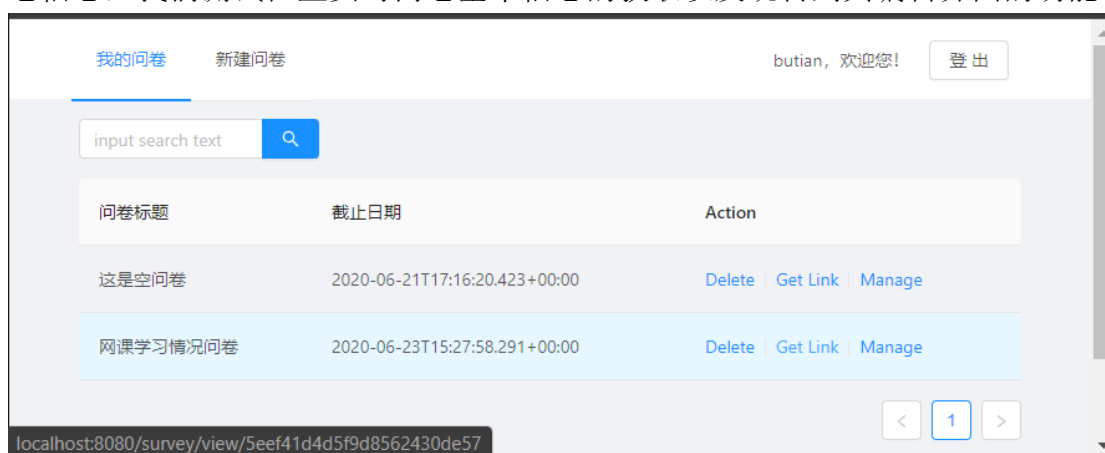 我的问卷 新建问卷 butian，欢迎您！ 登 出
input search text
问卷标题 截止日期 Action
这是空问卷 2020-06-21T17:16:20.423+00:00 Delete Get Link Manage
网课学习情况问卷 2020-06-23T15:27:58.291+00:00 Delete Get Link Manage
< 1 >
localhost:8080/survey/view/5eef41d4d5f9d8562430de57